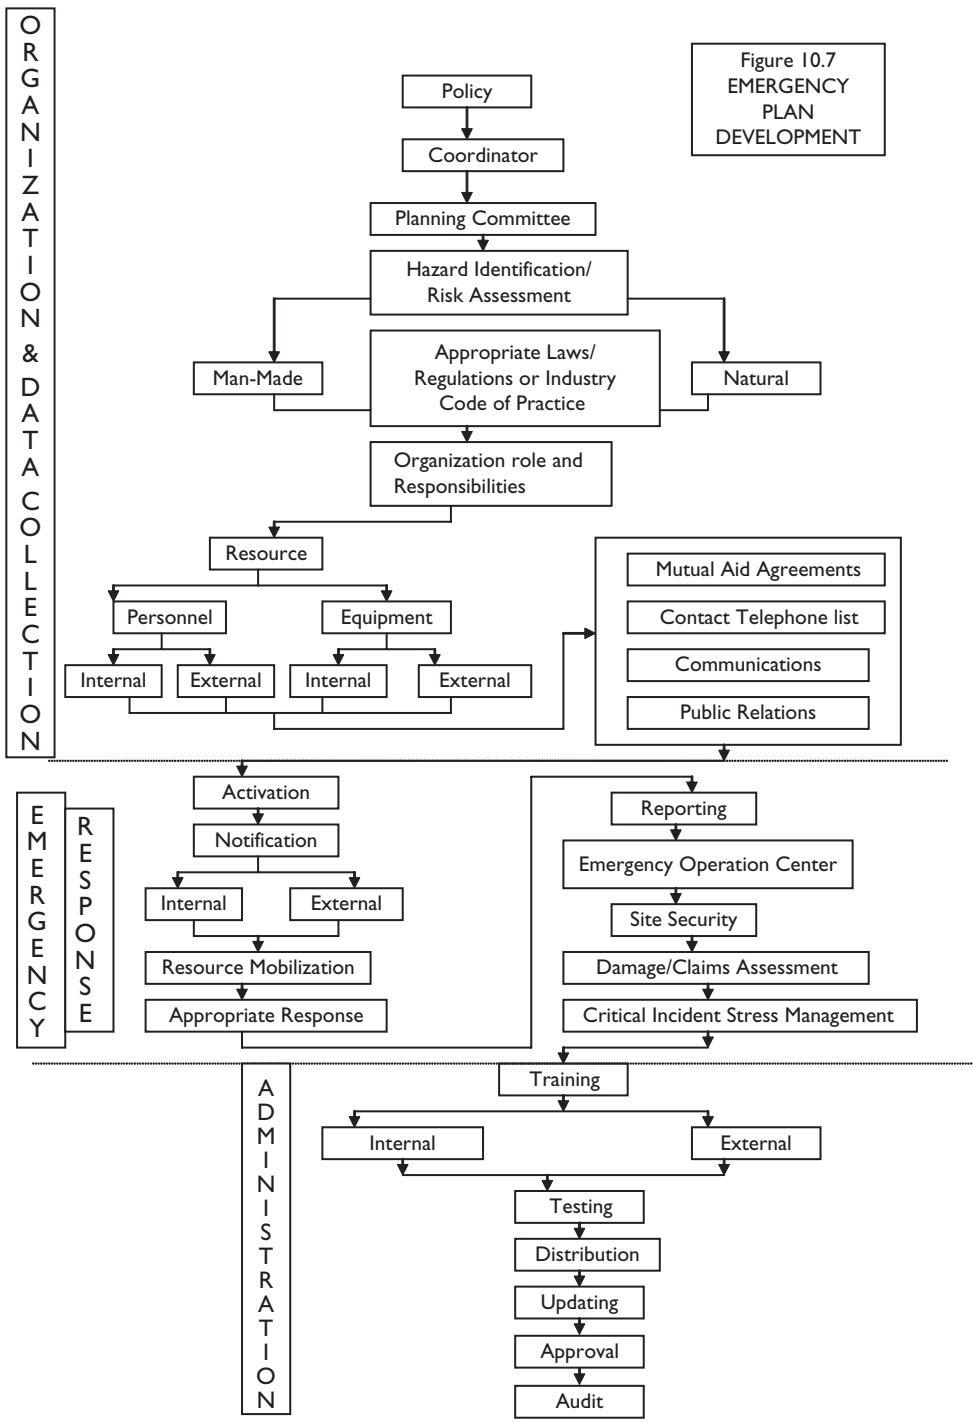 ORGANIZATION & DATA COLLECTION
Figure 10.7
EMERGENCY
PLAN
DEVELOPMENT
Policy
Coordinator
Planning Committee
Hazard Identification/
Risk Assessment
Man-Made
Appropriate Laws/
Regulations or Industry
Code of Practice
Natural
Organization role and
Responsibilities
Resource
Personnel
Equipment
Internal
External
Internal
External
Mutual Aid Agreements
Contact Telephone list
Communications
Public Relations
EMERGENCY
RESPONSE
Activation
Notification
Internal
External
Resource Mobilization
Appropriate Response
Reporting
Emergency Operation Center
Site Security
Damage/Claims Assessment
Critical Incident Stress Management
ADMINISTRATION
Training
Internal
External
Testing
Distribution
Updating
Approval
Audit